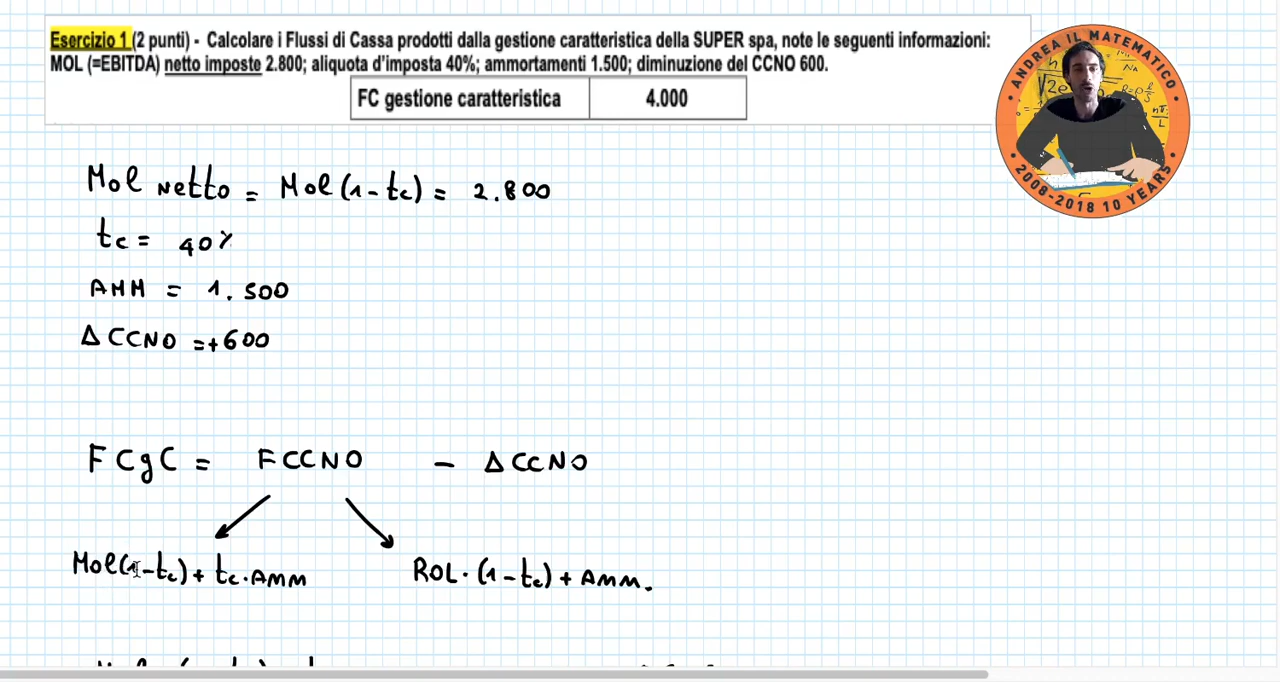 Esercizio 1 (2 punti) - Calcolare i Flussi di Cassa prodotti dalla gestione caratteristica della SUPER spa, note le seguenti informazioni:
MOL (=EBITDA) netto imposte 2.800; aliquota d'imposta 40%; ammortamenti 1.500; diminuzione del CCNO 600.
FC gestione caratteristica 4.000
ANDREA IL MATEMATICO
2008-2018 10 YEARS
Mol netto = Mol (1-tc) = 2.800
tc = 40%
AMM = 1.500
Δ CCNO =+600
FCgC = FCCNO - Δ CCNO
Mol(1-tc)+ tc·AMM ROL·(1-tc)+AMM.